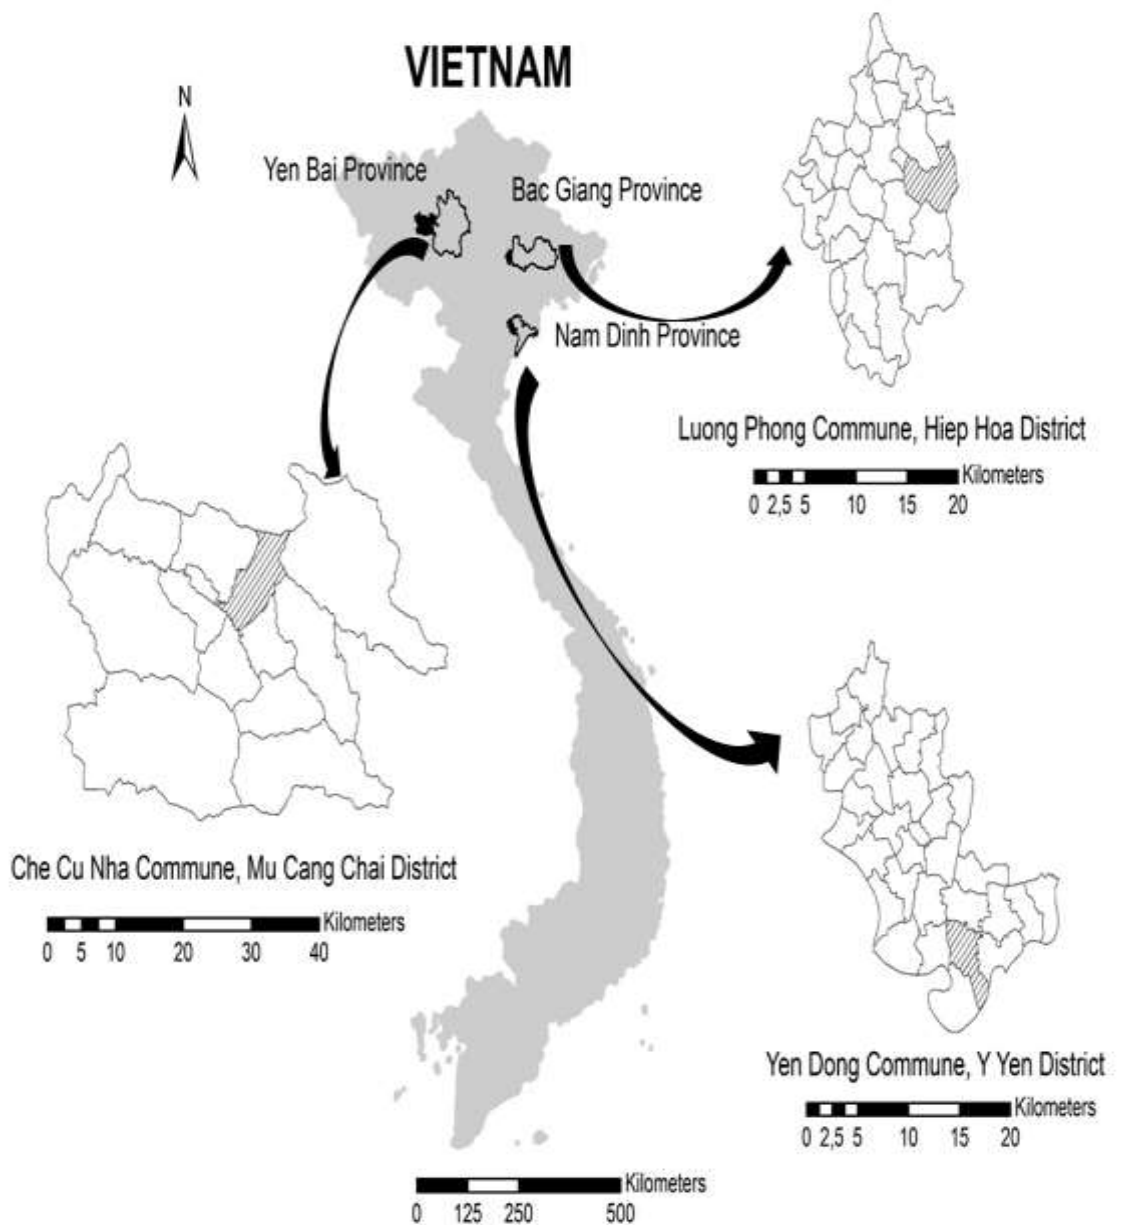 VIETNAM
N
Yen Bai Province
Bac Giang Province
Nam Dinh Province
Luong Phong Commune, Hiep Hoa District
Kilometers
0 2,5 5 10 15 20
Che Cu Nha Commune, Mu Cang Chai District
Kilometers
0 5 10 20 30 40
Yen Dong Commune, Y Yen District
Kilometers
0 2,5 5 10 15 20
Kilometers
0 125 250 500